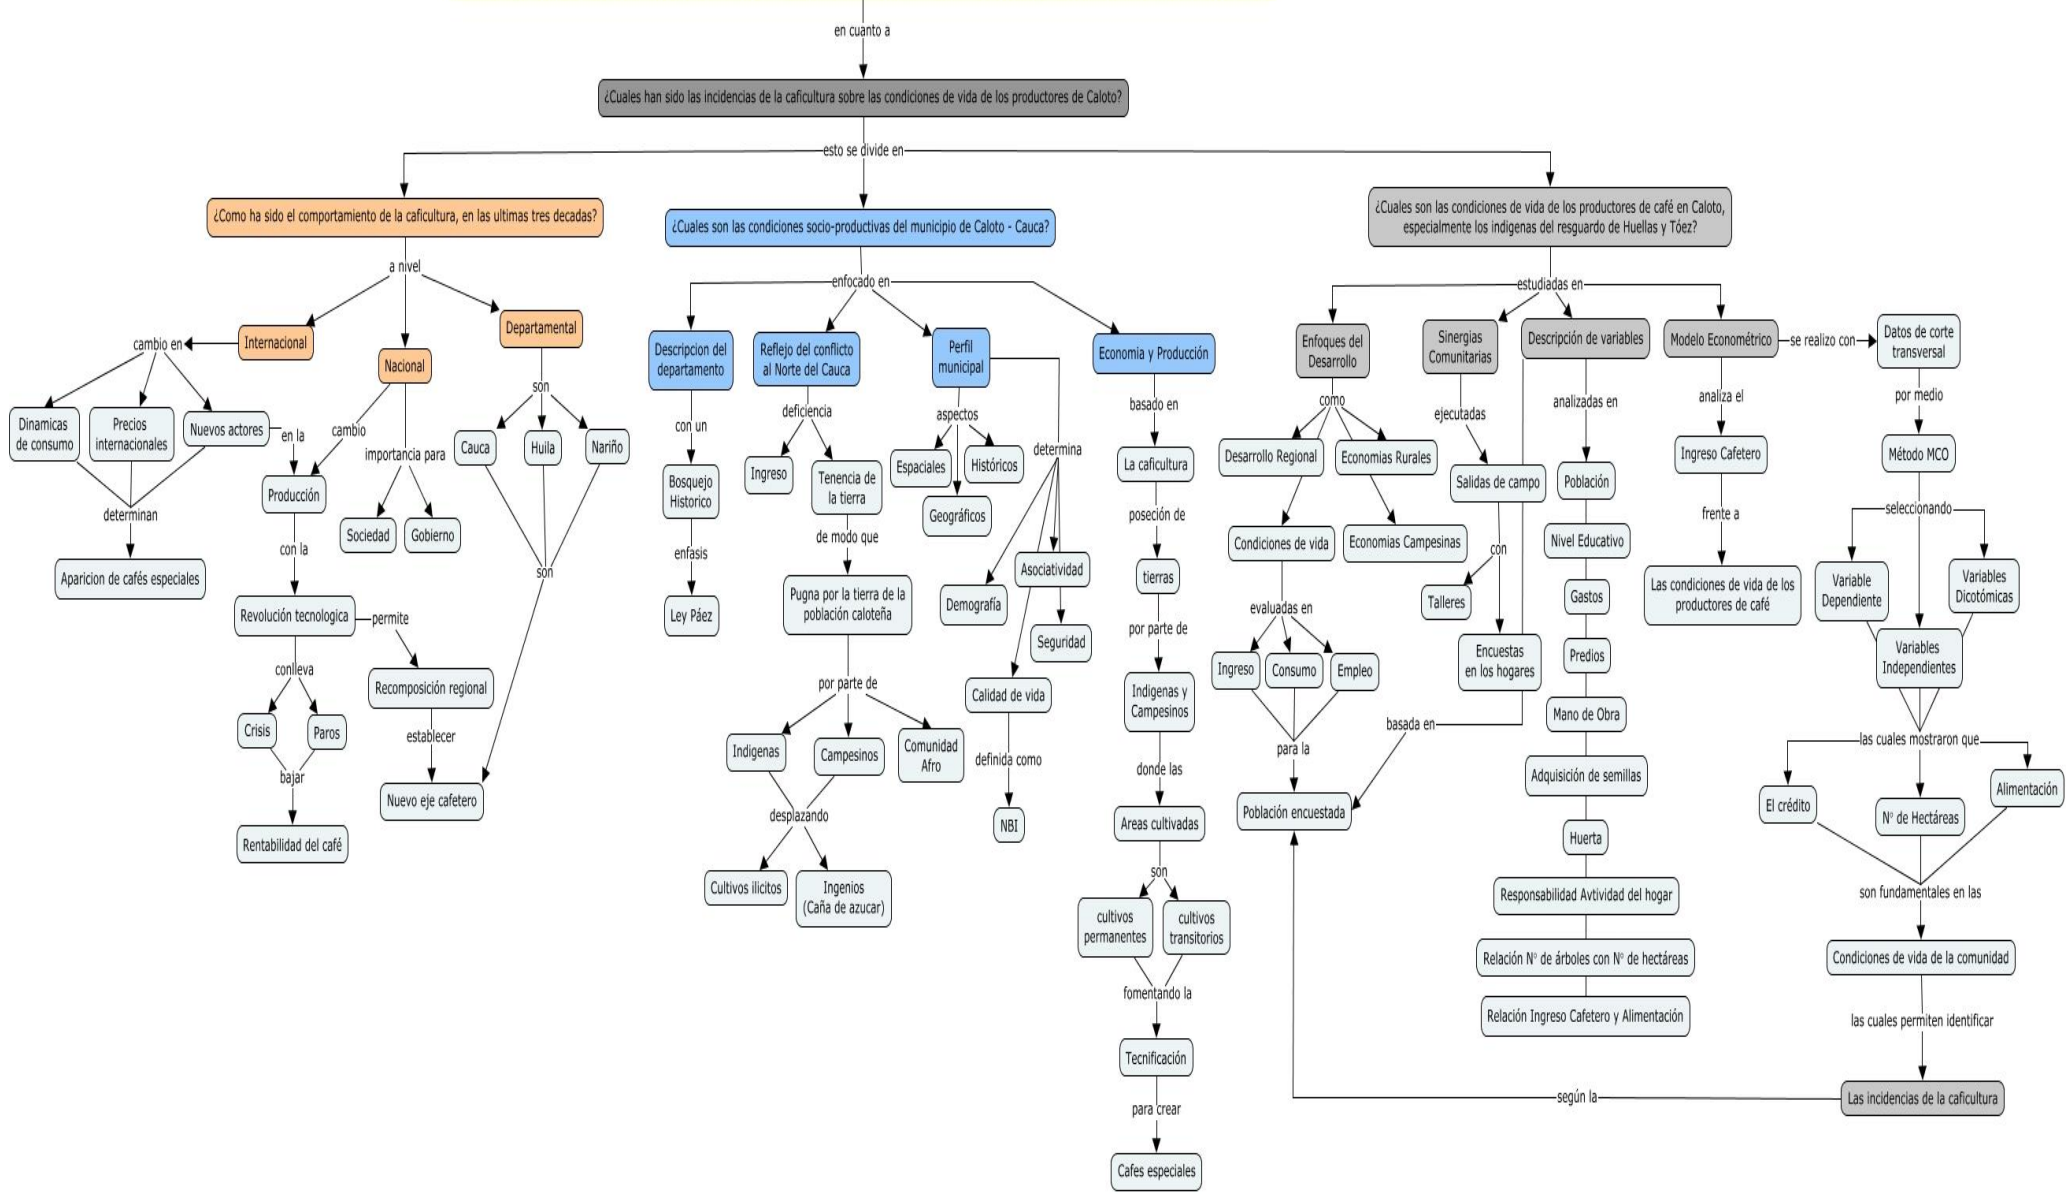 en cuanto a
¿Cuales han sido las incidencias de la caficultura sobre las condiciones de vida de los productores de Caloto?
esto se divide en
¿Como ha sido el comportamiento de la caficultura, en las ultimas tres decadas?
a nivel
Internacional
cambio en
Dinamicas
de consumo
Precios
internacionales
Nuevos actores
en la
determinan
Aparicion de cafés especiales
Nacional
cambio
importancia para
Producción
Sociedad
Gobierno
con la
Revolución tecnologica
permite
conlleva
Recomposición regional
Crisis
Paros
establecer
bajar
Nuevo eje cafetero
Rentabilidad del café
Departamental
son
Cauca
Huila
Nariño
son
¿Cuales son las condiciones socio-productivas del municipio de Caloto - Cauca?
enfocado en
Descripcion del
departamento
con un
Bosquejo
Historico
enfasis
Ley Páez
Reflejo del conflicto
al Norte del Cauca
deficiencia
Ingreso
Tenencia de
la tierra
de modo que
Pugna por la tierra de la
población caloteña
por parte de
Indigenas
Campesinos
Comunidad
Afro
desplazando
Cultivos ilicitos
Ingenios
(Caña de azucar)
Perfil
municipal
aspectos
Espaciales
Históricos
Geográficos
determina
Asociatividad
Demografía
Seguridad
Calidad de vida
definida como
NBI
Economia y Producción
basado en
La caficultura
poseción de
tierras
por parte de
Indigenas y
Campesinos
donde las
Areas cultivadas
son
cultivos
permanentes
cultivos
transitorios
fomentando la
Tecnificación
para crear
Cafes especiales
¿Cuales son las condiciones de vida de los productores de café en Caloto,
especialmente los indigenas del resguardo de Huellas y Tóez?
estudiadas en
Enfoques del
Desarrollo
como
Desarrollo Regional
Economias Rurales
Condiciones de vida
Economias Campesinas
evaluadas en
Ingreso
Consumo
Empleo
para la
Población encuestada
Sinergias
Comunitarias
ejecutadas
Salidas de campo
con
Talleres
Encuestas
en los hogares
basada en
Descripción de variables
analizadas en
Población
Nivel Educativo
Gastos
Predios
Mano de Obra
Adquisición de semillas
Huerta
Responsabilidad Avtividad del hogar
Relación N° de árboles con N° de hectáreas
Relación Ingreso Cafetero y Alimentación
Modelo Econométrico
se realizo con
analiza el
Ingreso Cafetero
frente a
Las condiciones de vida de los
productores de café
Datos de corte
transversal
por medio
Método MCO
seleccionando
Variable
Dependiente
Variables
Dicotómicas
Variables
Independientes
las cuales mostraron que
El crédito
N° de Hectáreas
Alimentación
son fundamentales en las
Condiciones de vida de la comunidad
las cuales permiten identificar
Las incidencias de la caficultura
según la